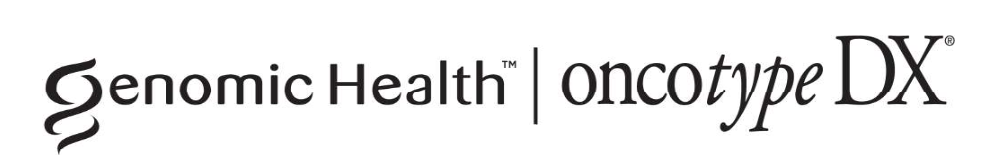 Genomic Health™ | oncotype DX®